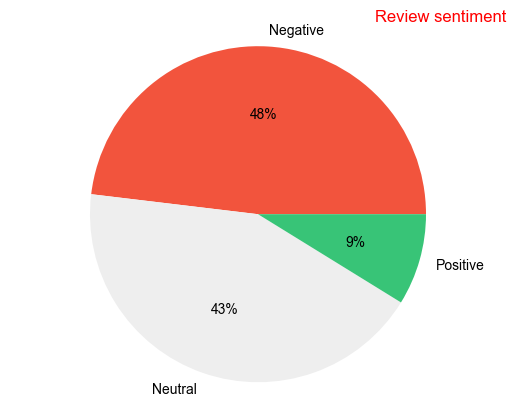 Review sentiment
Negative
48%
9%
Positive
43%
Neutral